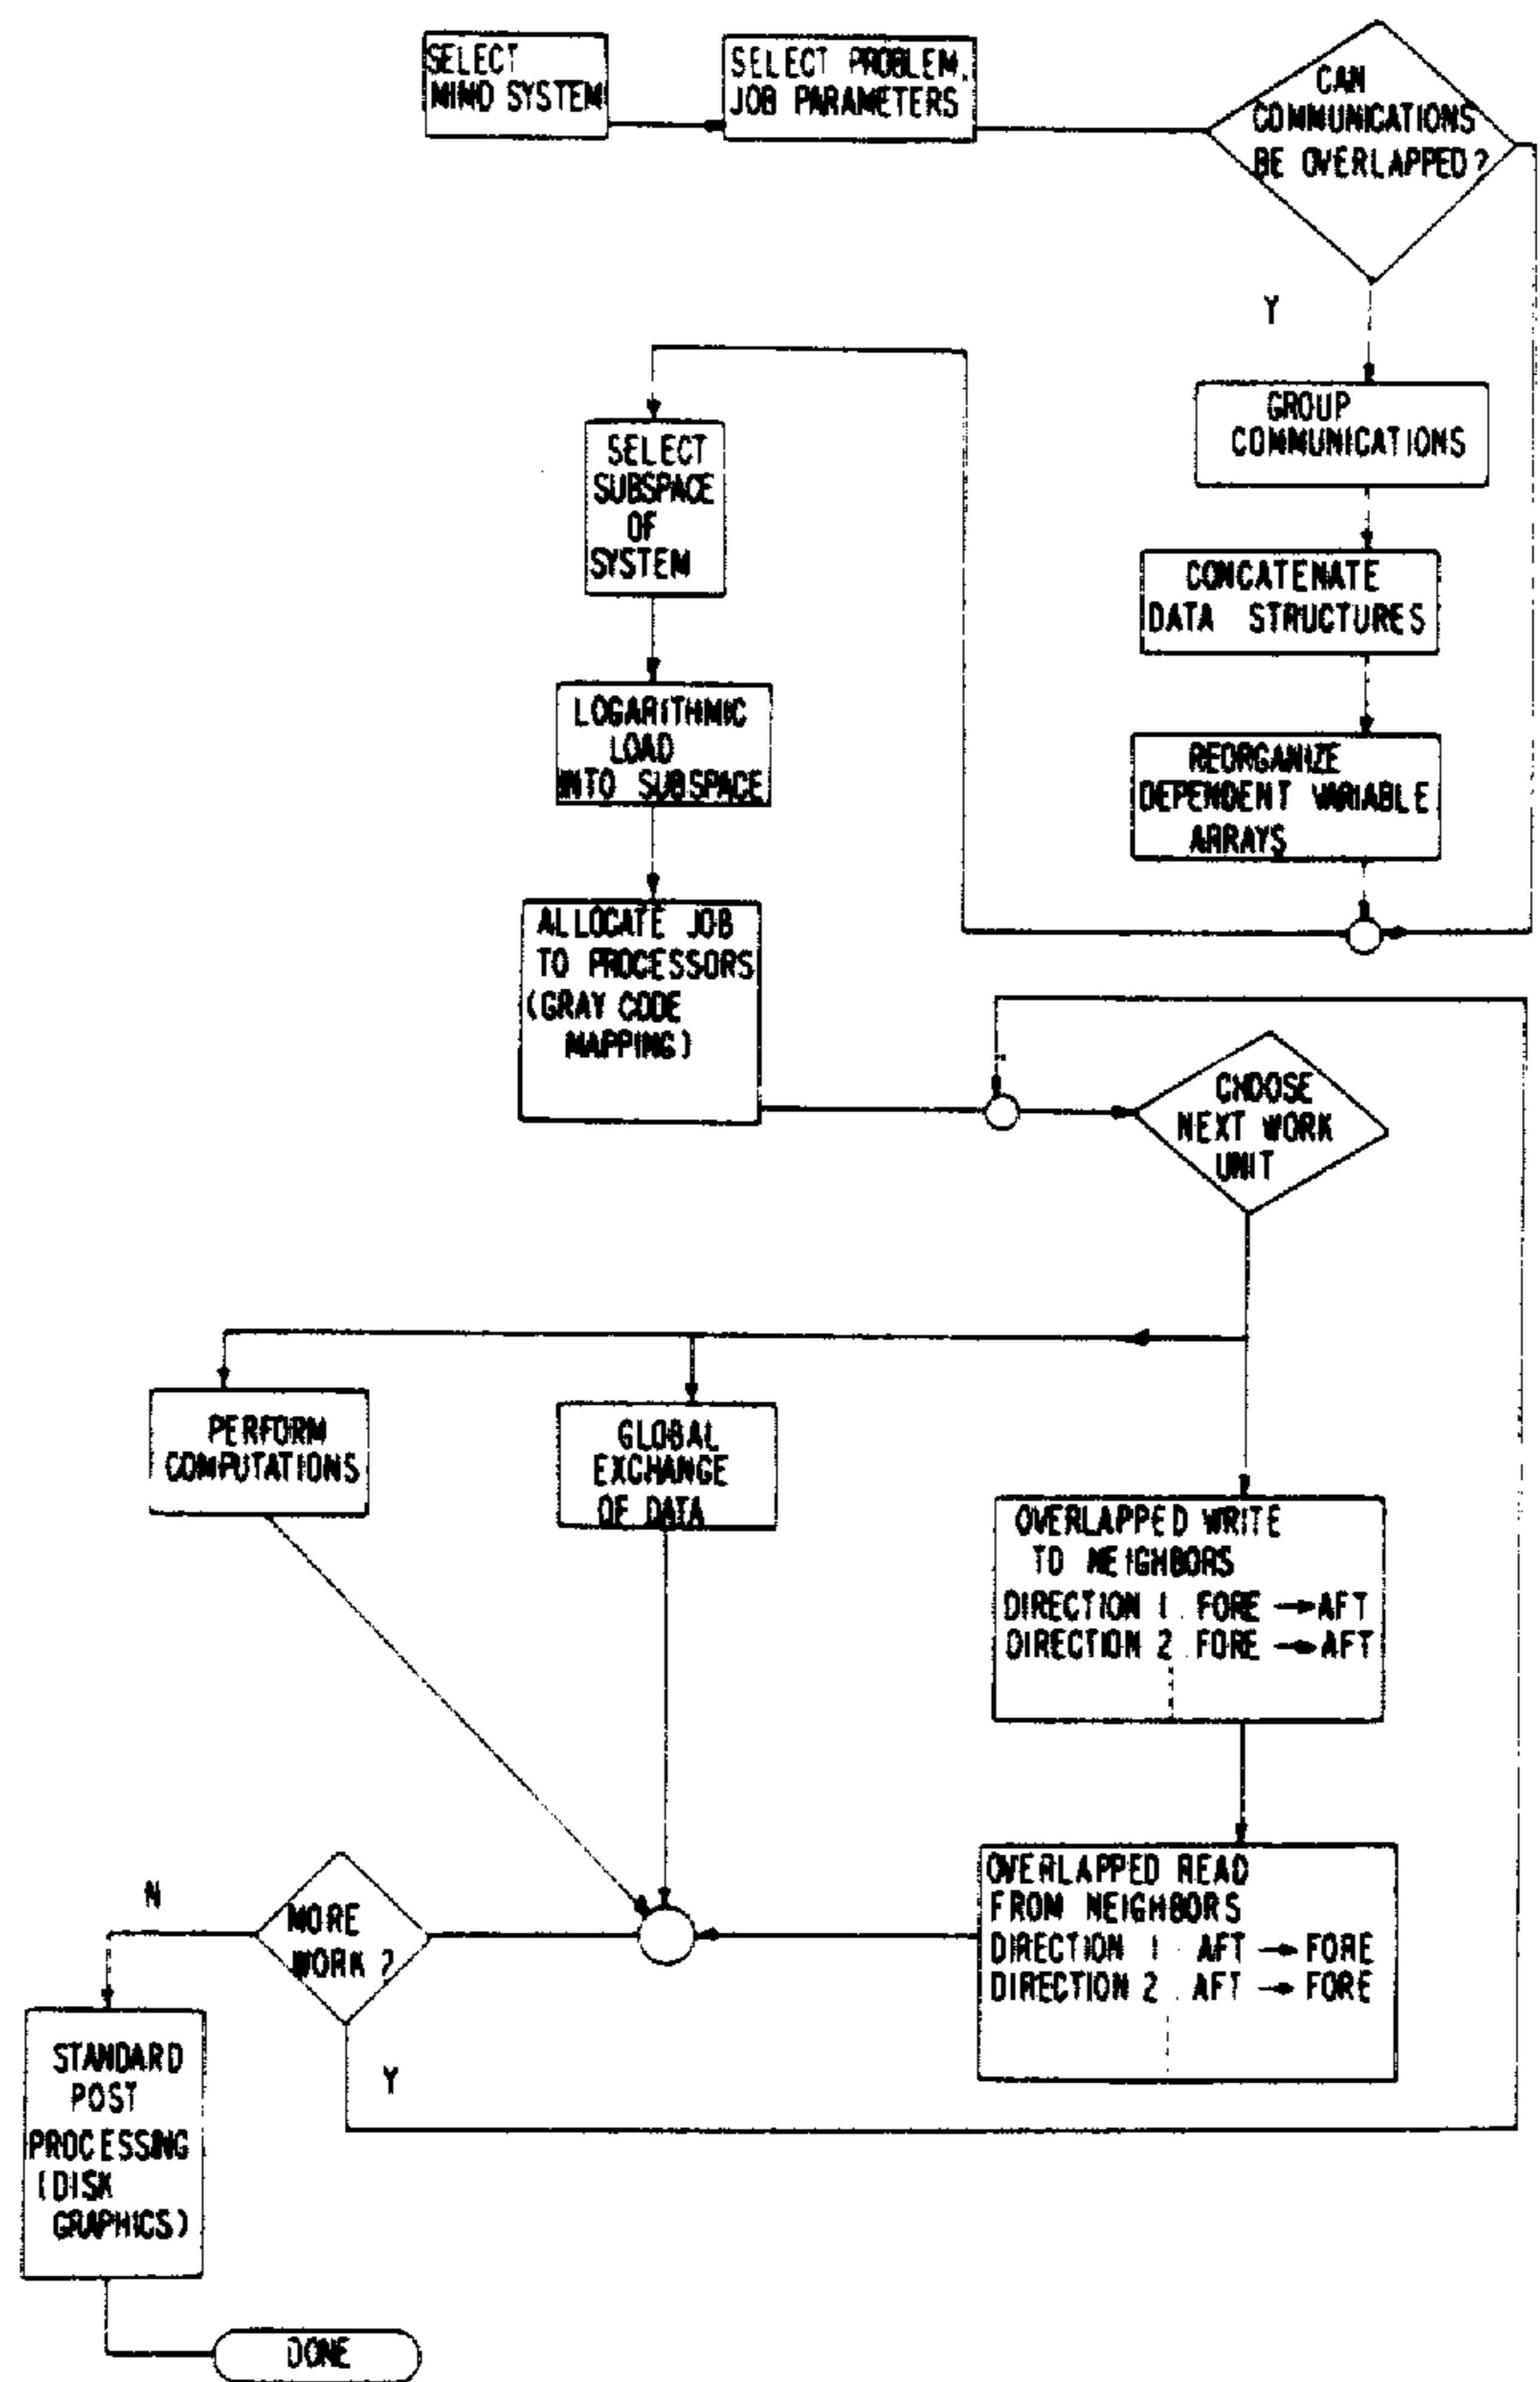 SELECT
MIMD SYSTEM
SELECT PROBLEM,
JOB PARAMETERS
CAN
COMMUNICATIONS
BE OVERLAPPED?
Y
GROUP
COMMUNICATIONS
CONCATENATE
DATA STRUCTURES
REORGANIZE
DEPENDENT VARIABLE
ARRAYS
SELECT
SUBSPACE
OF
SYSTEM
LOGARITHMIC
LOAD
INTO SUBSPACE
ALLOCATE JOB
TO PROCESSORS
(GRAY CODE
MAPPING)
CHOOSE
NEXT WORK
UNIT
PERFORM
COMPUTATIONS
GLOBAL
EXCHANGE
OF DATA
OVERLAPPED WRITE
TO NEIGHBORS
DIRECTION 1 . FORE → AFT
DIRECTION 2 . FORE → AFT
OVERLAPPED READ
FROM NEIGHBORS
DIRECTION 1 . AFT → FORE
DIRECTION 2 . AFT → FORE
MORE
WORK ?
N
Y
STANDARD
POST
PROCESSING
(DISK
GRAPHICS)
DONE